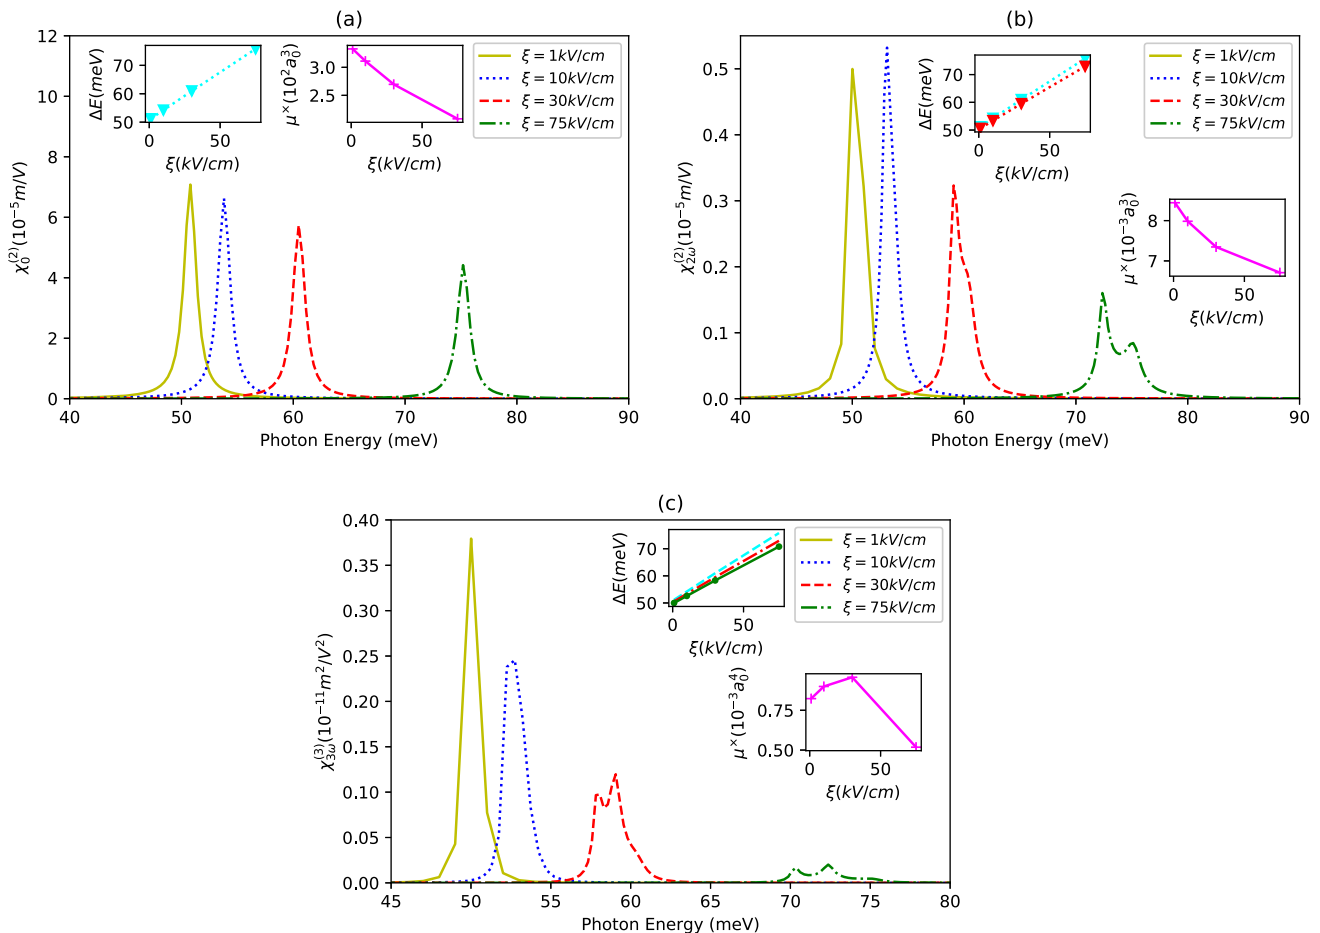 (a)
12
10
8
6
4
2
0
χ₀⁽²⁾(10⁻⁵m/V)
40 50 60 70 80 90
Photon Energy (meV)
ΔE(meV)
70
60
50
0 50
ξ(kV/cm)
μ×(10²a₀³)
3.0
2.5
0 50
ξ(kV/cm)
ξ = 1kV/cm
ξ = 10kV/cm
ξ = 30kV/cm
ξ = 75kV/cm
(b)
0.5
0.4
0.3
0.2
0.1
0.0
χ₂ω⁽²⁾(10⁻⁵m/V)
40 50 60 70 80 90
Photon Energy (meV)
ΔE(meV)
70
60
50
0 50
ξ(kV/cm)
ξ = 1kV/cm
ξ = 10kV/cm
ξ = 30kV/cm
ξ = 75kV/cm
μ×(10⁻³a₀³)
8
7
0 50
ξ(kV/cm)
(c)
0.40
0.35
0.30
0.25
0.20
0.15
0.10
0.05
0.00
χ₃ω⁽³⁾(10⁻¹¹m²/V²)
45 50 55 60 65 70 75 80
Photon Energy (meV)
ΔE(meV)
70
60
50
0 50
ξ(kV/cm)
ξ = 1kV/cm
ξ = 10kV/cm
ξ = 30kV/cm
ξ = 75kV/cm
μ×(10⁻³a₀⁴)
0.75
0.50
0 50
ξ(kV/cm)